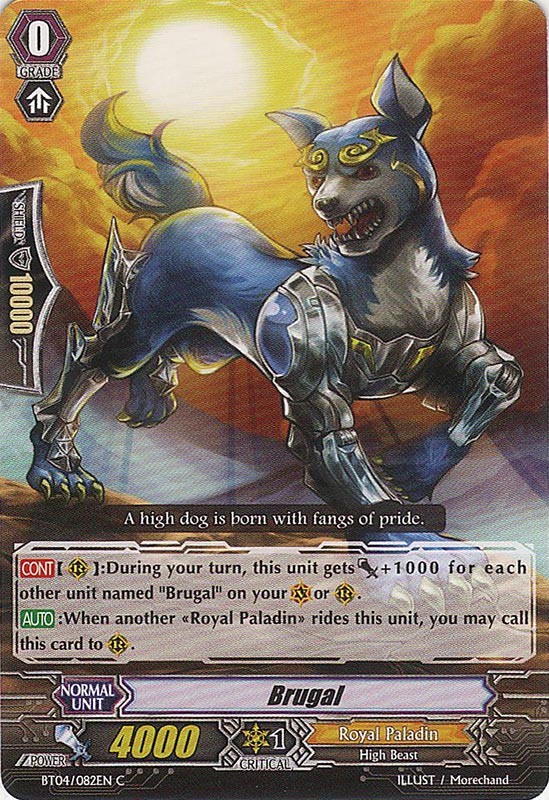 0
GRADE
SHIELD
10000
A high dog is born with fangs of pride.
CONT [ ]:During your turn, this unit gets +1000 for each
other unit named "Brugal" on your V or R.
AUTO :When another «Royal Paladin» rides this unit, you may call
this card to R.
NORMAL
UNIT
Brugal
POWER
4000
1
CRITICAL
Royal Paladin
High Beast
BT04/082EN C
ILLUST / Morechand